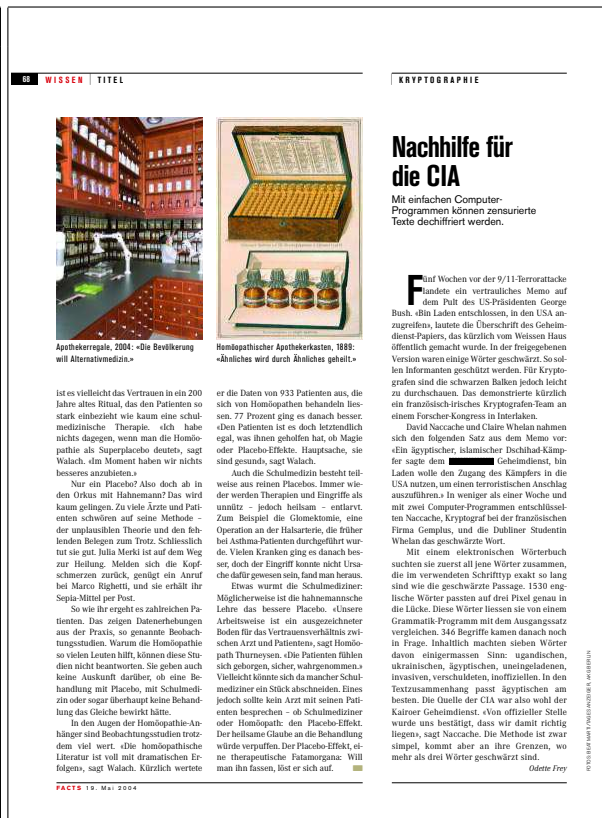 68 WISSEN | TITEL
Apothekerregale, 2004: «Die Bevölkerung
will Alternativmedizin.»
Homöopathischer Apothekerkasten, 1889:
«Ähnliches wird durch Ähnliches geheilt.»
ist es vielleicht das Vertrauen in ein 200
Jahre altes Ritual, das den Patienten so
stark einbezieht wie kaum eine schul-
medizinische Therapie. «Ich habe
nichts dagegen, wenn man die Homöo-
pathie als Superplacebo deutet», sagt
Walach. «Im Moment haben wir nichts
besseres anzubieten.»
Nur ein Placebo? Also doch ab in
den Orkus mit Hahnemann? Das wird
kaum gelingen. Zu viele Ärzte und Pati-
enten schwören auf seine Methode –
der unplausiblen Theorie und den feh-
lenden Belegen zum Trotz. Schliesslich
tut sie gut. Julia Merki ist auf dem Weg
zur Heilung. Melden sich die Kopf-
schmerzen zurück, genügt ein Anruf
bei Marco Righetti, und sie erhält ihr
Sepia-Mittel per Post.
So wie ihr ergeht es zahlreichen Pa-
tienten. Das zeigen Datenerhebungen
aus der Praxis, so genannte Beobach-
tungsstudien. Warum die Homöopathie
so vielen Leuten hilft, können diese Stu-
dien nicht beantworten. Sie geben auch
keine Auskunft darüber, ob eine Be-
handlung mit Placebo, mit Schulmedi-
zin oder sogar überhaupt keine Behand-
lung das Gleiche bewirkt hätte.
In den Augen der Homöopathie-An-
hänger sind Beobachtungsstudien trotz-
dem viel wert. «Die homöopathische
Literatur ist voll mit dramatischen Er-
folgen», sagt Walach. Kürzlich wertete
er die Daten von 933 Patienten aus, die
sich von Homöopathen behandeln lies-
sen. 77 Prozent ging es danach besser.
«Den Patienten ist es doch letztendlich
egal, was ihnen geholfen hat, ob Magie
oder Placebo-Effekte. Hauptsache, sie
sind gesund», sagt Walach.
Auch die Schulmedizin besteht teil-
weise aus reinen Placebos. Immer wie-
der werden Therapien und Eingriffe als
unnütz – jedoch heilsam – entlarvt.
Zum Beispiel die Glomektomie, eine
Operation an der Halsarterie, die früher
bei Asthma-Patienten durchgeführt wur-
de. Vielen Kranken ging es danach bes-
ser, doch der Eingriff konnte nicht Ursa-
che dafür gewesen sein, fand man heraus.
Etwas wurmt die Schulmediziner:
Möglicherweise ist die hahnemannsche
Lehre das bessere Placebo. «Unsere
Arbeitsweise ist ein ausgezeichneter
Boden für das Vertrauensverhältnis zwi-
schen Arzt und Patienten», sagt Homöo-
path Thurneysen. «Die Patienten fühlen
sich geborgen, sicher, wahrgenommen.»
Vielleicht könnte sich da mancher Schul-
mediziner ein Stück abschneiden. Eines
jedoch sollte kein Arzt mit seinen Pati-
enten besprechen – ob Schulmediziner
oder Homöopath: den Placebo-Effekt.
Der heilsame Glaube an die Behandlung
würde verpuffen. Der Placebo-Effekt, ei-
ne therapeutische Fatamorgana: Will
man ihn fassen, löst er sich auf.
KRYPTOGRAPHIE
Nachhilfe für
die CIA
Mit einfachen Computer-
Programmen können zensurierte
Texte dechiffriert werden.
Fünf Wochen vor der 9/11-Terrorattacke
landete ein vertrauliches Memo auf
dem Pult des US-Präsidenten George
Bush. «Bin Laden entschlossen, in den USA an-
zugreifen», lautete die Überschrift des Geheim-
dienst-Papiers, das kürzlich vom Weissen Haus
öffentlich gemacht wurde. In der freigegebenen
Version waren einige Wörter geschwärzt. So sol-
len Informanten geschützt werden. Für Krypto-
grafen sind die schwarzen Balken jedoch leicht
zu durchschauen. Das demonstrierte kürzlich
ein französisch-irisches Kryptografen-Team an
einem Forscher-Kongress in Interlaken.
David Naccache und Claire Whelan nahmen
sich den folgenden Satz aus dem Memo vor:
«Ein ägyptischer, islamischer Dschihad-Kämp-
fer sagte dem Geheimdienst, bin
Laden wolle den Zugang des Kämpfers in die
USA nutzen, um einen terroristischen Anschlag
auszuführen.» In weniger als einer Woche und
mit zwei Computer-Programmen entschlüssel-
ten Naccache, Kryptograf bei der französischen
Firma Gemplus, und die Dubliner Studentin
Whelan das geschwärzte Wort.
Mit einem elektronischen Wörterbuch
suchten sie zuerst all jene Wörter zusammen,
die im verwendeten Schrifttyp exakt so lang
sind wie die geschwärzte Passage. 1530 eng-
lische Wörter passten auf drei Pixel genau in
die Lücke. Diese Wörter liessen sie von einem
Grammatik-Programm mit dem Ausgangssatz
vergleichen. 346 Begriffe kamen danach noch
in Frage. Inhaltlich machten sieben Wörter
davon einigermassen Sinn: ugandischen,
ukrainischen, ägyptischen, uneingeladenen,
invasiven, verschuldeten, inoffiziellen. In den
Textzusammenhang passt ägyptischen am
besten. Die Quelle der CIA war also wohl der
Kairoer Geheimdienst. «Von offizieller Stelle
wurde uns bestätigt, dass wir damit richtig
liegen», sagt Naccache. Die Methode ist zwar
simpel, kommt aber an ihre Grenzen, wo
mehr als drei Wörter geschwärzt sind.
Odette Frey
FACTS 19. Mai 2004